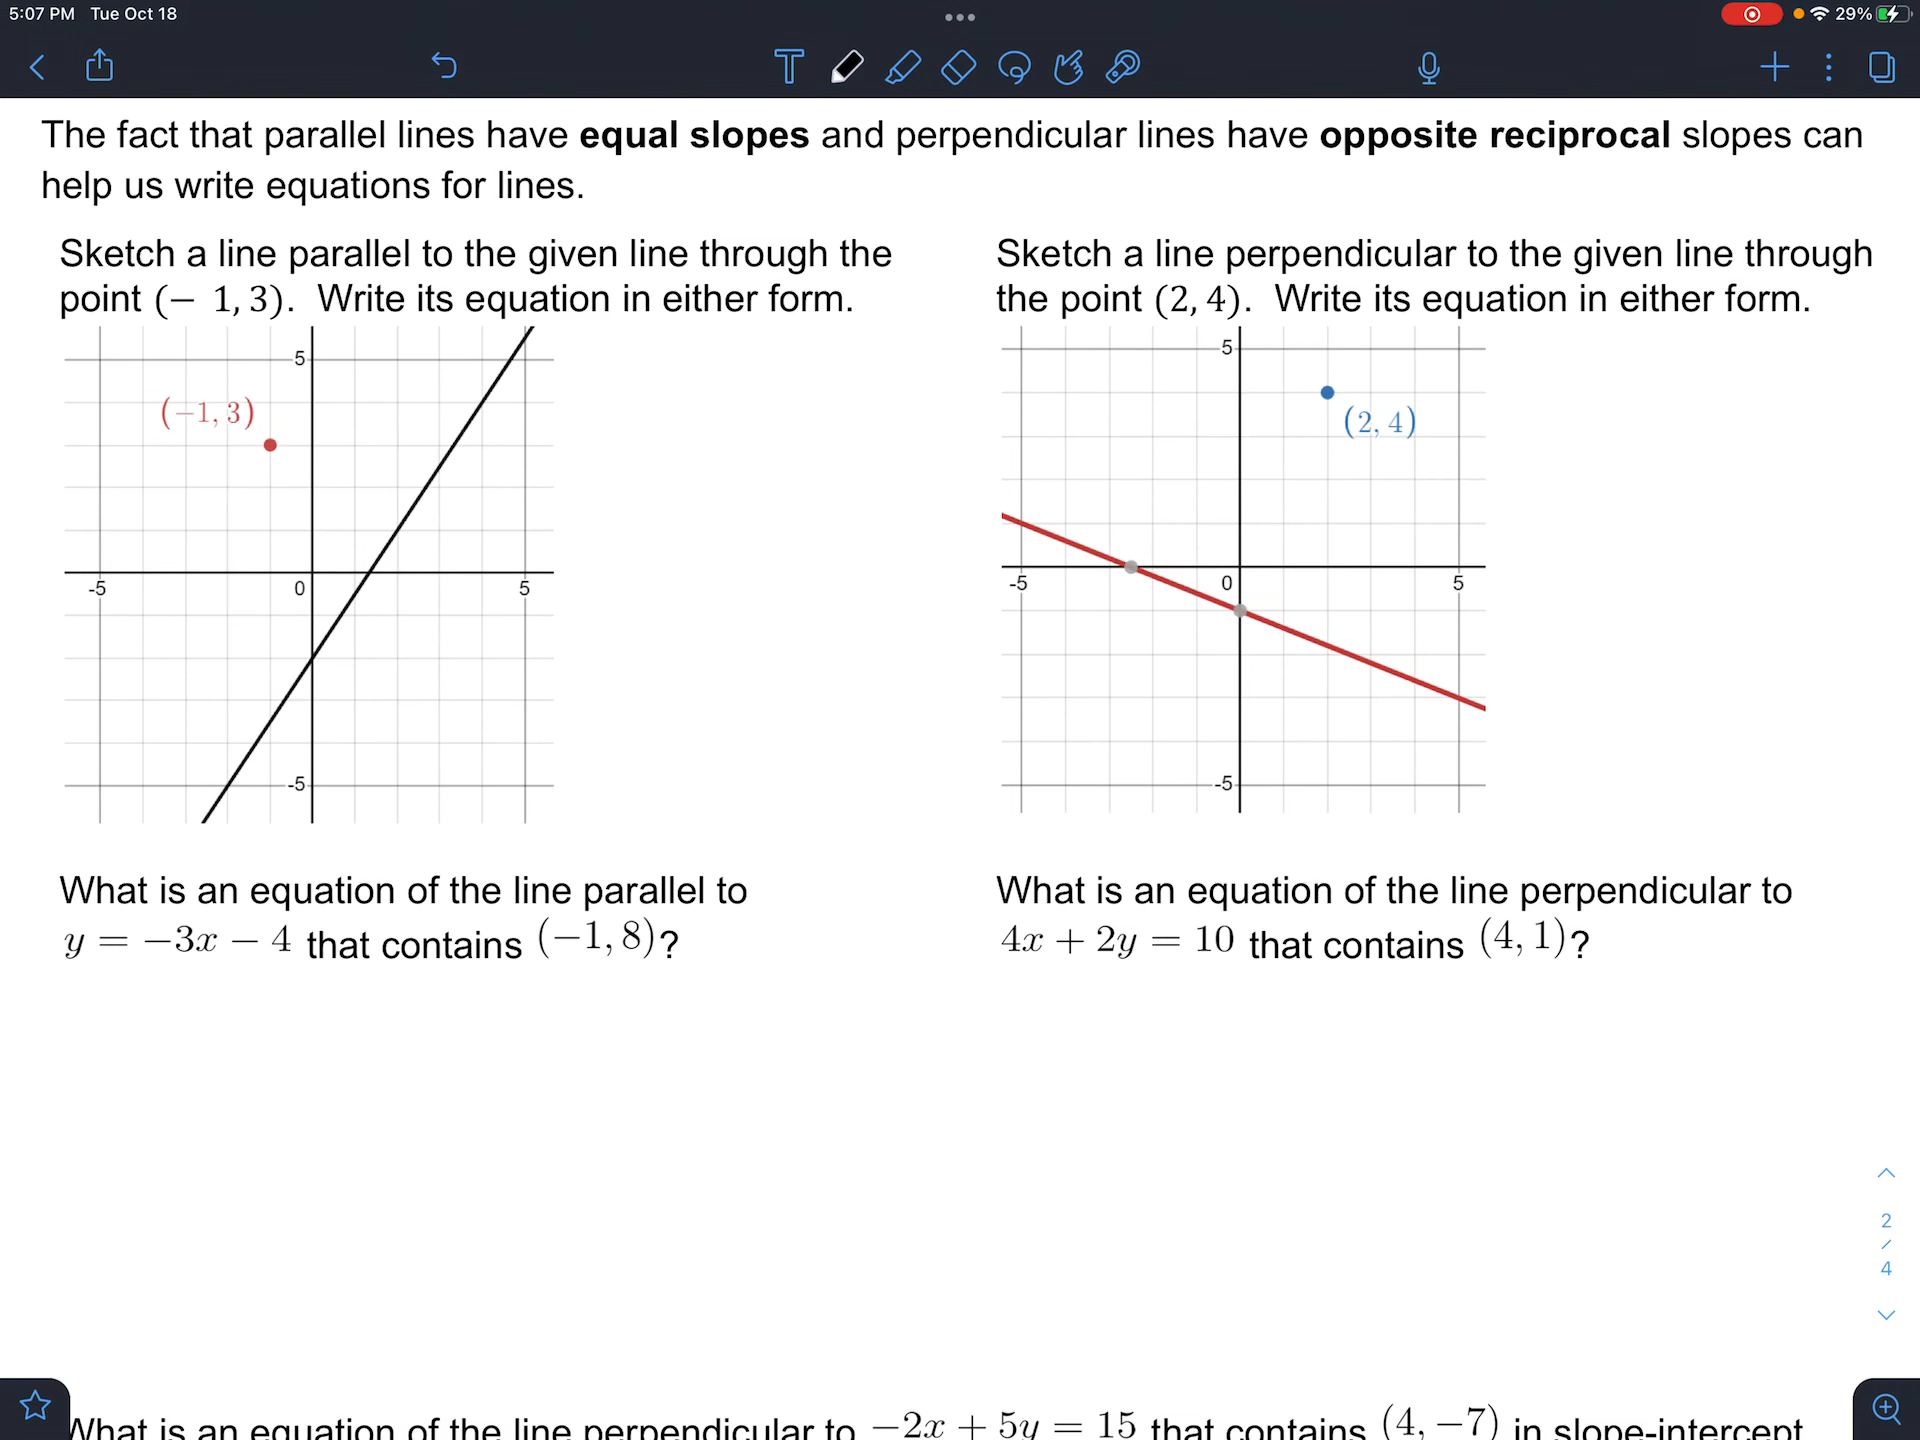 5:07 PM Tue Oct 18
29%
The fact that parallel lines have equal slopes and perpendicular lines have opposite reciprocal slopes can
help us write equations for lines.
Sketch a line parallel to the given line through the
point (− 1, 3). Write its equation in either form.
5
(−1, 3)
-5
0
5
-5
Sketch a line perpendicular to the given line through
the point (2, 4). Write its equation in either form.
5
(2, 4)
-5
0
5
-5
What is an equation of the line parallel to
y = −3x − 4 that contains (−1, 8)?
What is an equation of the line perpendicular to
4x + 2y = 10 that contains (4, 1)?
2
/
4
What is an equation of the line perpendicular to −2x + 5y = 15 that contains (4, −7) in slope-intercept